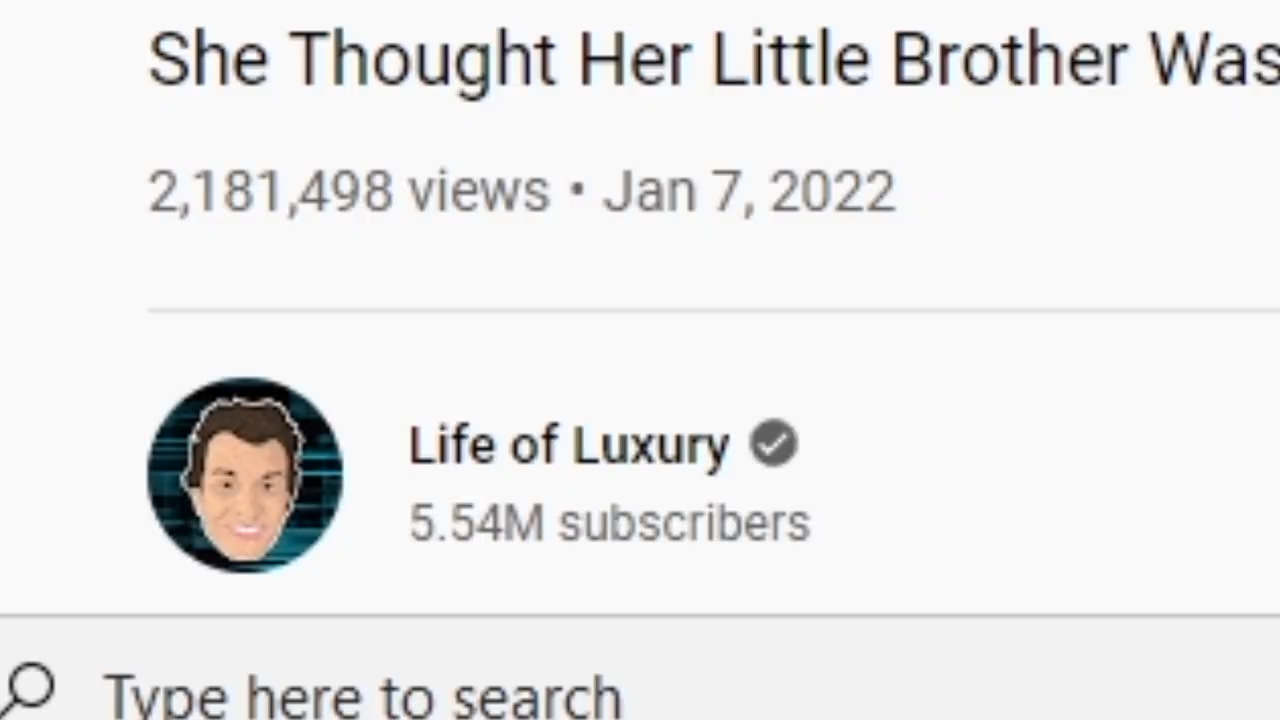 She Thought Her Little Brother Was
2,181,498 views • Jan 7, 2022
Life of Luxury
5.54M subscribers
Type here to search